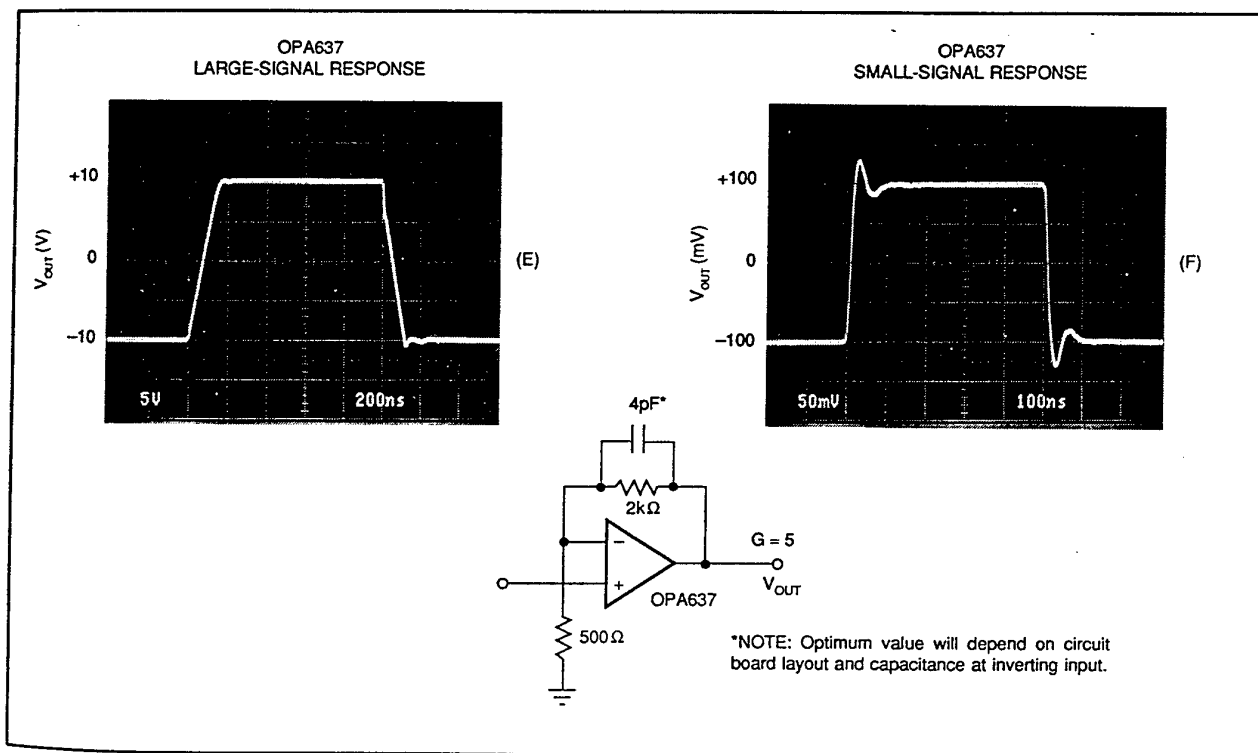 OPA637
LARGE-SIGNAL RESPONSE
+10
0
–10
V_OUT (V)
5V
200ns
(E)
OPA637
SMALL-SIGNAL RESPONSE
+100
0
–100
V_OUT (mV)
50mV
100ns
(F)
4pF*
2kΩ
–
+
OPA637
G = 5
V_OUT
500Ω
*NOTE: Optimum value will depend on circuit
board layout and capacitance at inverting input.